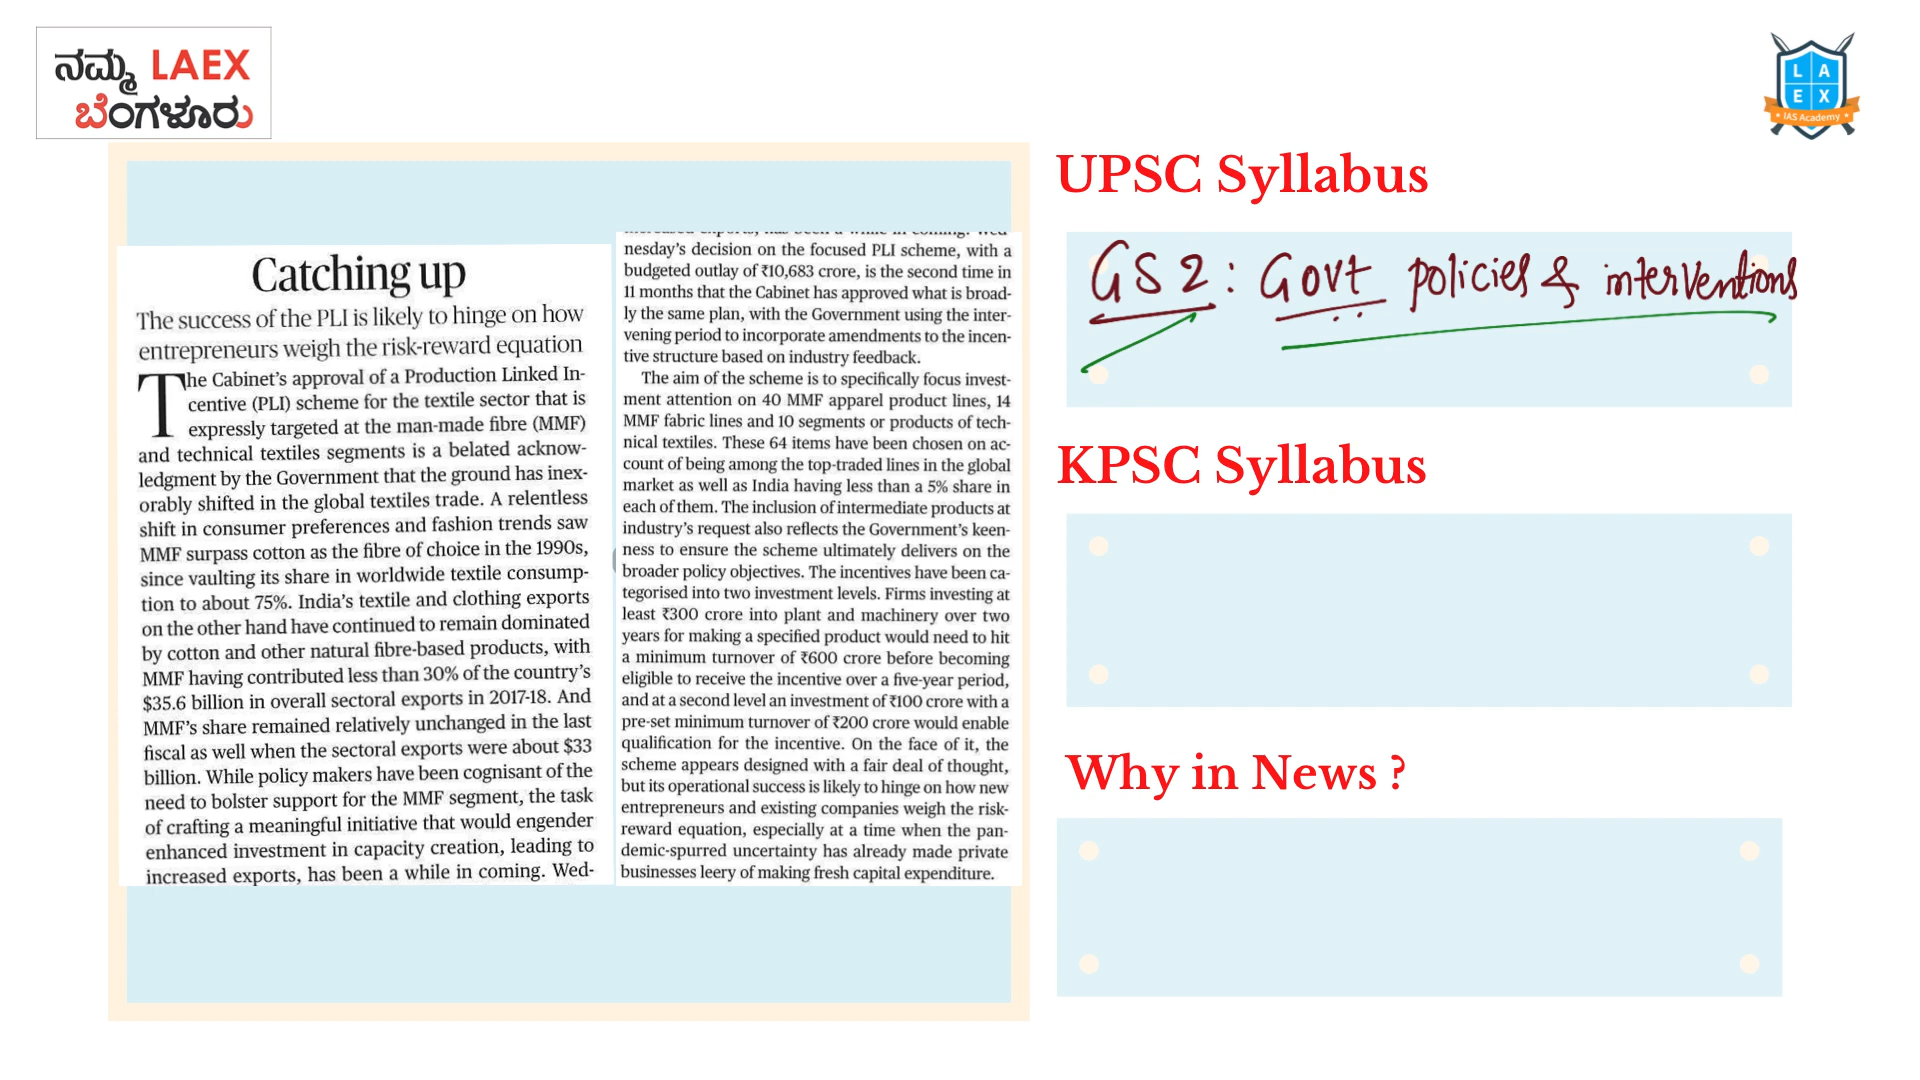 ನಮ್ಮ LAEX
ಬೆಂಗಳೂರು
L A
E X
IAS Academy
Catching up
The success of the PLI is likely to hinge on how
entrepreneurs weigh the risk-reward equation
The Cabinet's approval of a Production Linked In-
centive (PLI) scheme for the textile sector that is
expressly targeted at the man-made fibre (MMF)
and technical textiles segments is a belated acknow-
ledgment by the Government that the ground has inex-
orably shifted in the global textiles trade. A relentless
shift in consumer preferences and fashion trends saw
MMF surpass cotton as the fibre of choice in the 1990s,
since vaulting its share in worldwide textile consump-
tion to about 75%. India's textile and clothing exports
on the other hand have continued to remain dominated
by cotton and other natural fibre-based products, with
MMF having contributed less than 30% of the country's
$35.6 billion in overall sectoral exports in 2017-18. And
MMF's share remained relatively unchanged in the last
fiscal as well when the sectoral exports were about $33
billion. While policy makers have been cognisant of the
need to bolster support for the MMF segment, the task
of crafting a meaningful initiative that would engender
enhanced investment in capacity creation, leading to
increased exports, has been a while in coming. Wed-
increased exports, has been a while in coming. Wed-
nesday's decision on the focused PLI scheme, with a
budgeted outlay of ₹10,683 crore, is the second time in
11 months that the Cabinet has approved what is broad-
ly the same plan, with the Government using the inter-
vening period to incorporate amendments to the incen-
tive structure based on industry feedback.
The aim of the scheme is to specifically focus invest-
ment attention on 40 MMF apparel product lines, 14
MMF fabric lines and 10 segments or products of tech-
nical textiles. These 64 items have been chosen on ac-
count of being among the top-traded lines in the global
market as well as India having less than a 5% share in
each of them. The inclusion of intermediate products at
industry's request also reflects the Government's keen-
ness to ensure the scheme ultimately delivers on the
broader policy objectives. The incentives have been ca-
tegorised into two investment levels. Firms investing at
least ₹300 crore into plant and machinery over two
years for making a specified product would need to hit
a minimum turnover of ₹600 crore before becoming
eligible to receive the incentive over a five-year period,
and at a second level an investment of ₹100 crore with a
pre-set minimum turnover of ₹200 crore would enable
qualification for the incentive. On the face of it, the
scheme appears designed with a fair deal of thought,
but its operational success is likely to hinge on how new
entrepreneurs and existing companies weigh the risk-
reward equation, especially at a time when the pan-
demic-spurred uncertainty has already made private
businesses leery of making fresh capital expenditure.
UPSC Syllabus
GS2: Govt policies & interventions
KPSC Syllabus
Why in News ?